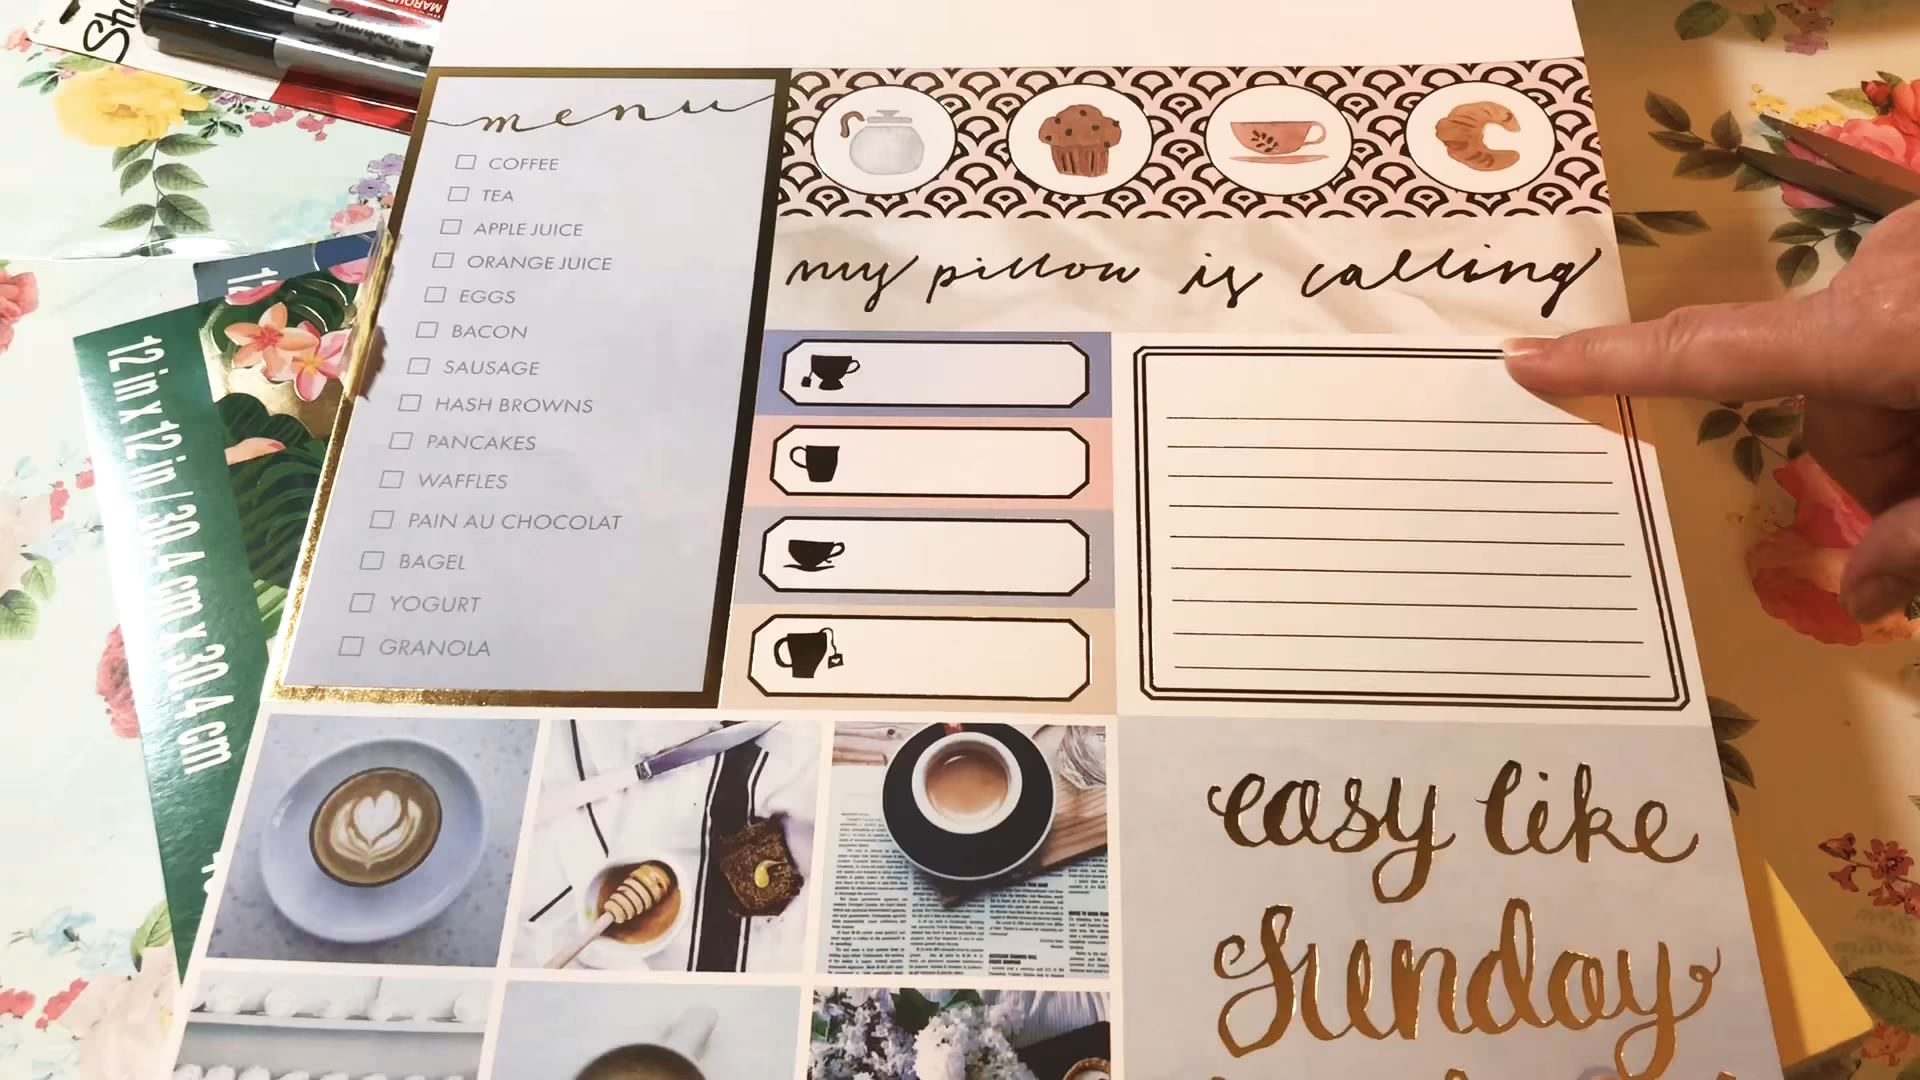 Sha
menu
COFFEE
TEA
APPLE JUICE
ORANGE JUICE
EGGS
BACON
SAUSAGE
HASH BROWNS
PANCAKES
WAFFLES
PAIN AU CHOCOLAT
BAGEL
YOGURT
GRANOLA
my pillow is calling
easy like
Sunday
12 in x 12 in / 30.4 cm x 30.4 cm